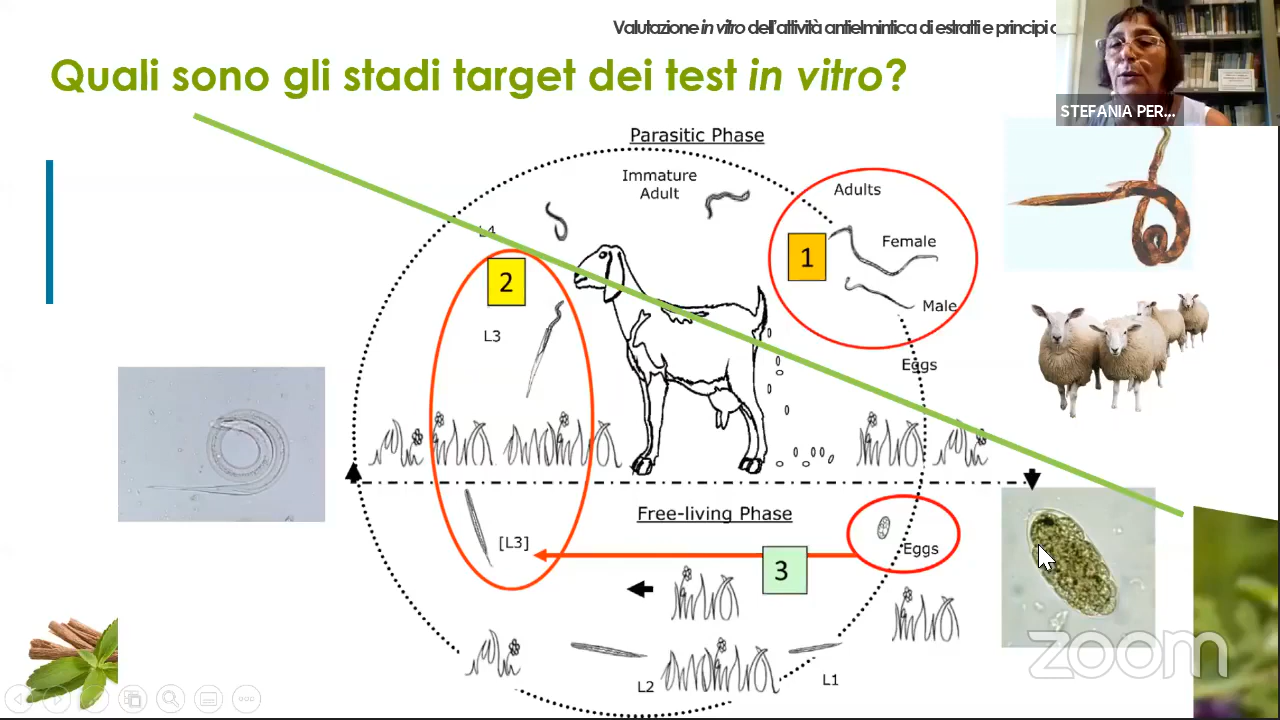 Valutazione in vitro dell'attività antielmintica di estratti e principi
Quali sono gli stadi target dei test in vitro?
STEFANIA PER...
Parasitic Phase
Immature
Adult
Adults
Female
1
Male
L4
2
L3
Eggs
Free-living Phase
[L3]
Eggs
3
L2
L1
zoom